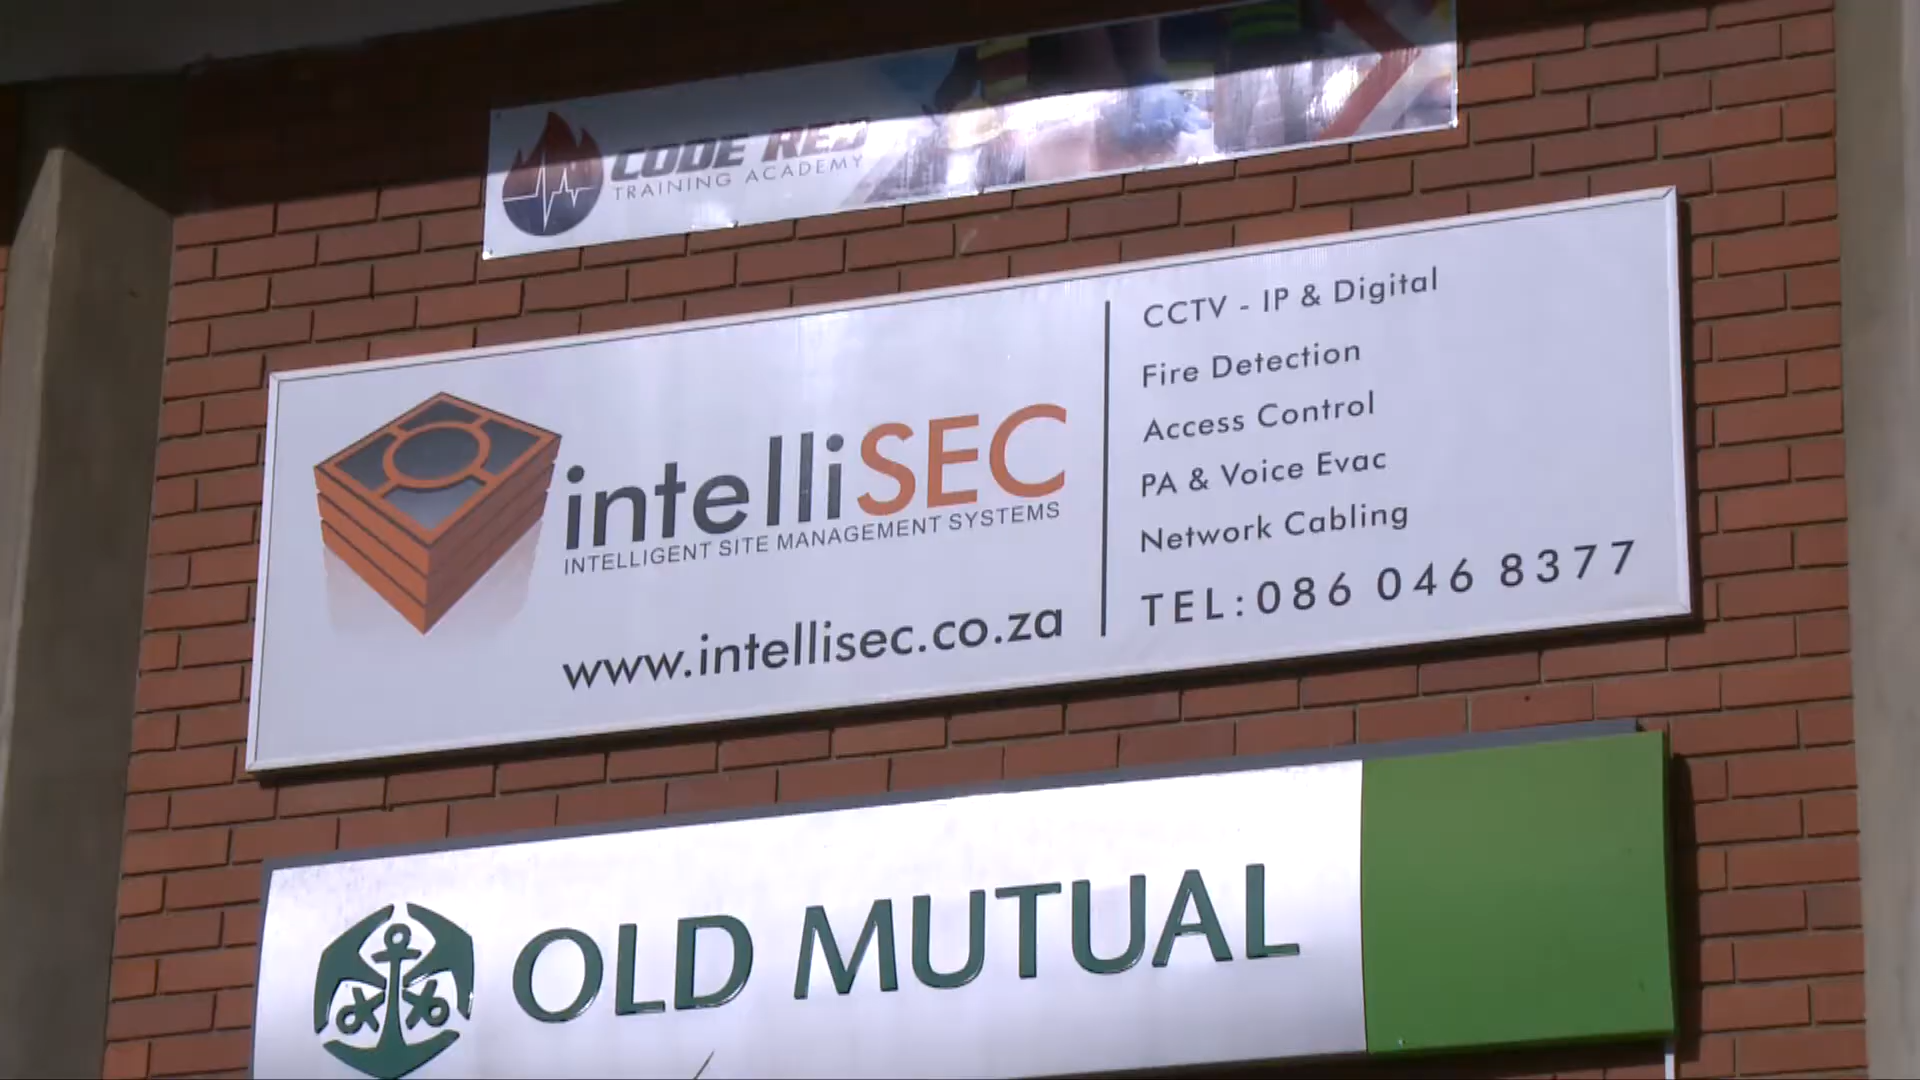 CODE RED
TRAINING ACADEMY
intelliSEC
INTELLIGENT SITE MANAGEMENT SYSTEMS
www.intellisec.co.za
CCTV - IP & Digital
Fire Detection
Access Control
PA & Voice Evac
Network Cabling
TEL:086 046 8377
OLD MUTUAL